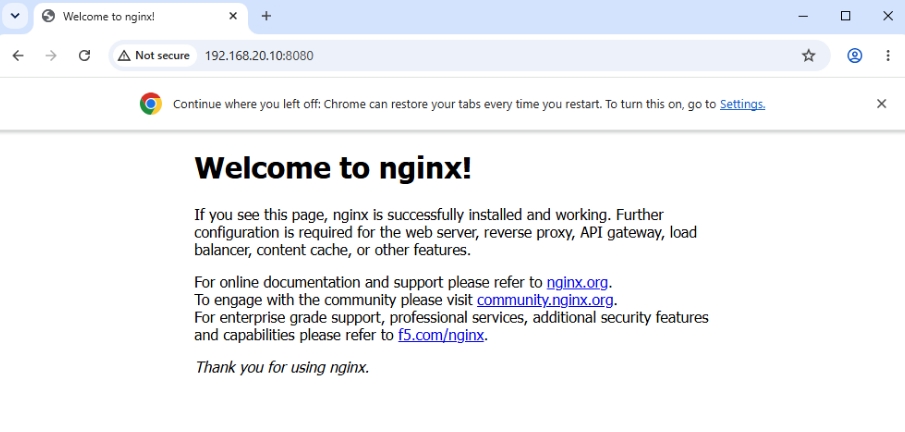 Welcome to nginx!
Not secure
192.168.20.10:8080
Continue where you left off: Chrome can restore your tabs every time you restart. To turn this on, go to Settings.
Welcome to nginx!
If you see this page, nginx is successfully installed and working. Further
configuration is required for the web server, reverse proxy, API gateway, load
balancer, content cache, or other features.
For online documentation and support please refer to nginx.org.
To engage with the community please visit community.nginx.org.
For enterprise grade support, professional services, additional security features
and capabilities please refer to f5.com/nginx.
Thank you for using nginx.